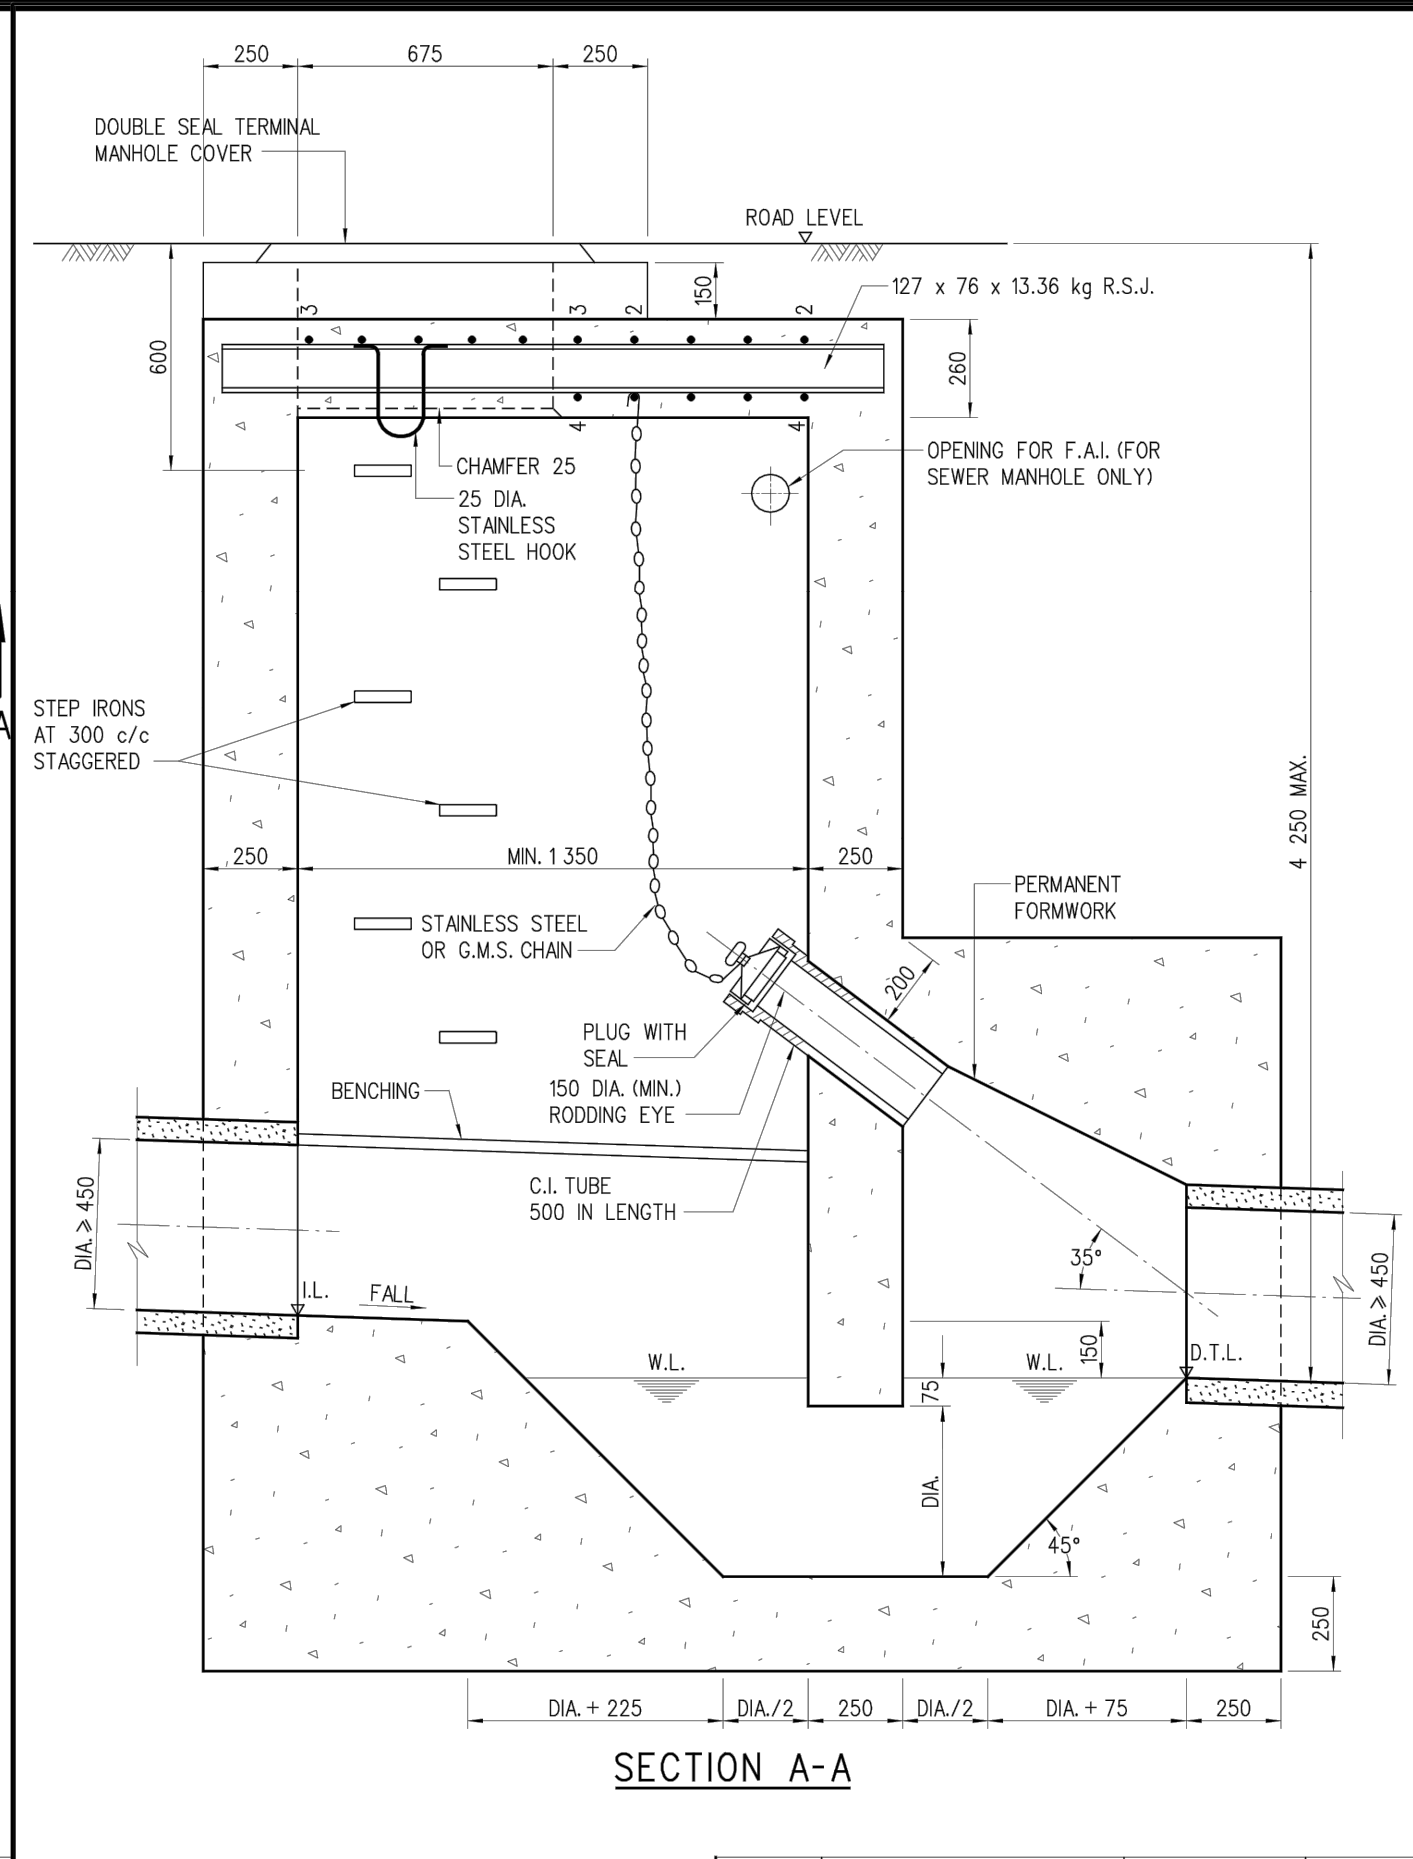 250
675
250
DOUBLE SEAL TERMINAL
MANHOLE COVER
ROAD LEVEL
150
127 x 76 x 13.36 kg R.S.J.
3
3
2
2
600
260
4
4
OPENING FOR F.A.I. (FOR
SEWER MANHOLE ONLY)
CHAMFER 25
25 DIA.
STAINLESS
STEEL HOOK
A
STEP IRONS
AT 300 c/c
STAGGERED
4 250 MAX.
250
MIN. 1 350
250
PERMANENT
FORMWORK
STAINLESS STEEL
OR G.M.S. CHAIN
200
PLUG WITH
SEAL
150 DIA. (MIN.)
RODDING EYE
BENCHING
C.I. TUBE
500 IN LENGTH
DIA. ⩾ 450
35°
DIA. ⩾ 450
I.L.
FALL
150
W.L.
W.L.
D.T.L.
75
DIA.
45°
250
DIA. + 225
DIA./2
250
DIA./2
DIA. + 75
250
SECTION A-A